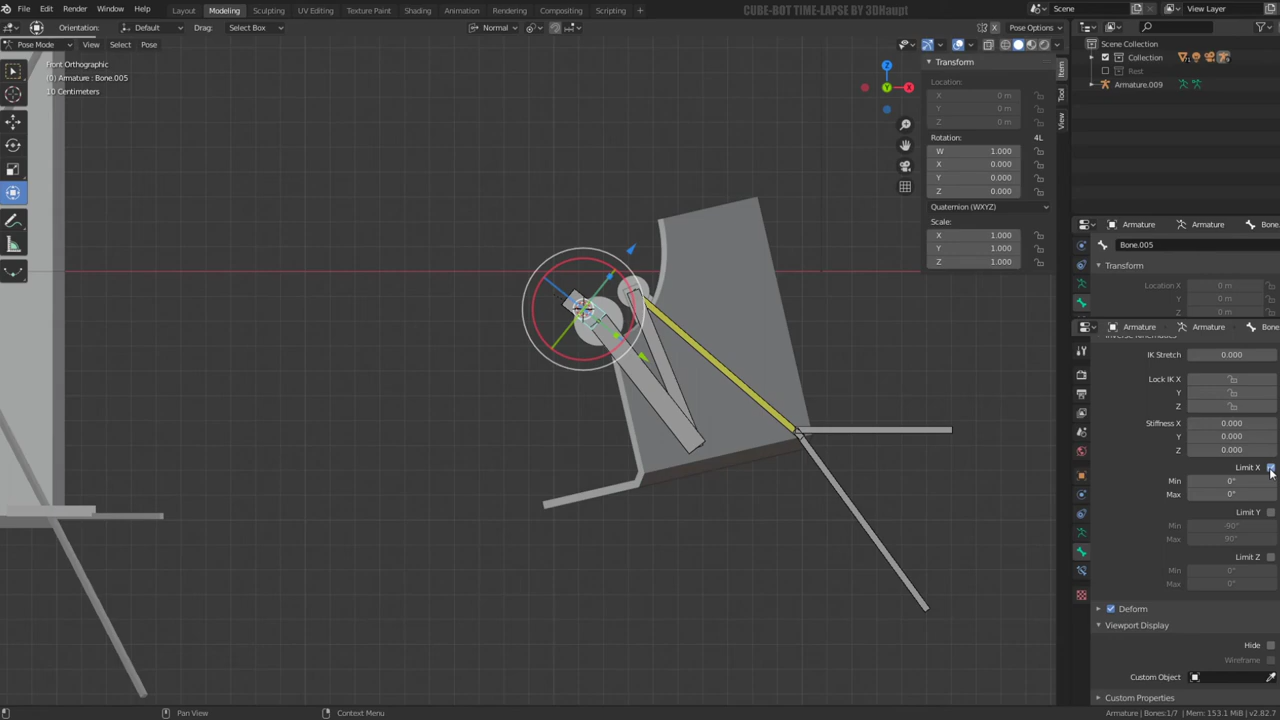 File Edit Render Window Help Layout Modeling Sculpting UV Editing Texture Paint Shading Animation Rendering Compositing Scripting CUBE-BOT TIME-LAPSE BY 3DHaupt Scene View Layer
Orientation: Default Drag: Select Box Normal Pose Options
Pose Mode View Select Pose
Front Orthographic
(0) Armature : Bone.005
10 Centimeters
Z
X
Y
Transform
Location:
X 0 m
Y 0 m
Z 0 m
Rotation: 4L
W 1.000
X 0.000
Y 0.000
Z 0.000
Quaternion (WXYZ)
Scale:
X 1.000
Y 1.000
Z 1.000
Item
Tool
View
Scene Collection
Collection
Rest
Armature.009
Armature Armature Bone
Bone.005
Transform
Location X 0 m
Y 0 m
Z 0 m
Armature Armature Bone
Inverse Kinematics
IK Stretch 0.000
Lock IK X
Y
Z
Stiffness X 0.000
Y 0.000
Z 0.000
Limit X
Min 0°
Max 0°
Limit Y
Min -90°
Max 90°
Limit Z
Min 0°
Max 0°
Deform
Viewport Display
Hide
Wireframe
Custom Object
Custom Properties
Pan View Context Menu Armature | Bones:1/7 | Mem: 153.1 MiB | v2.82.7